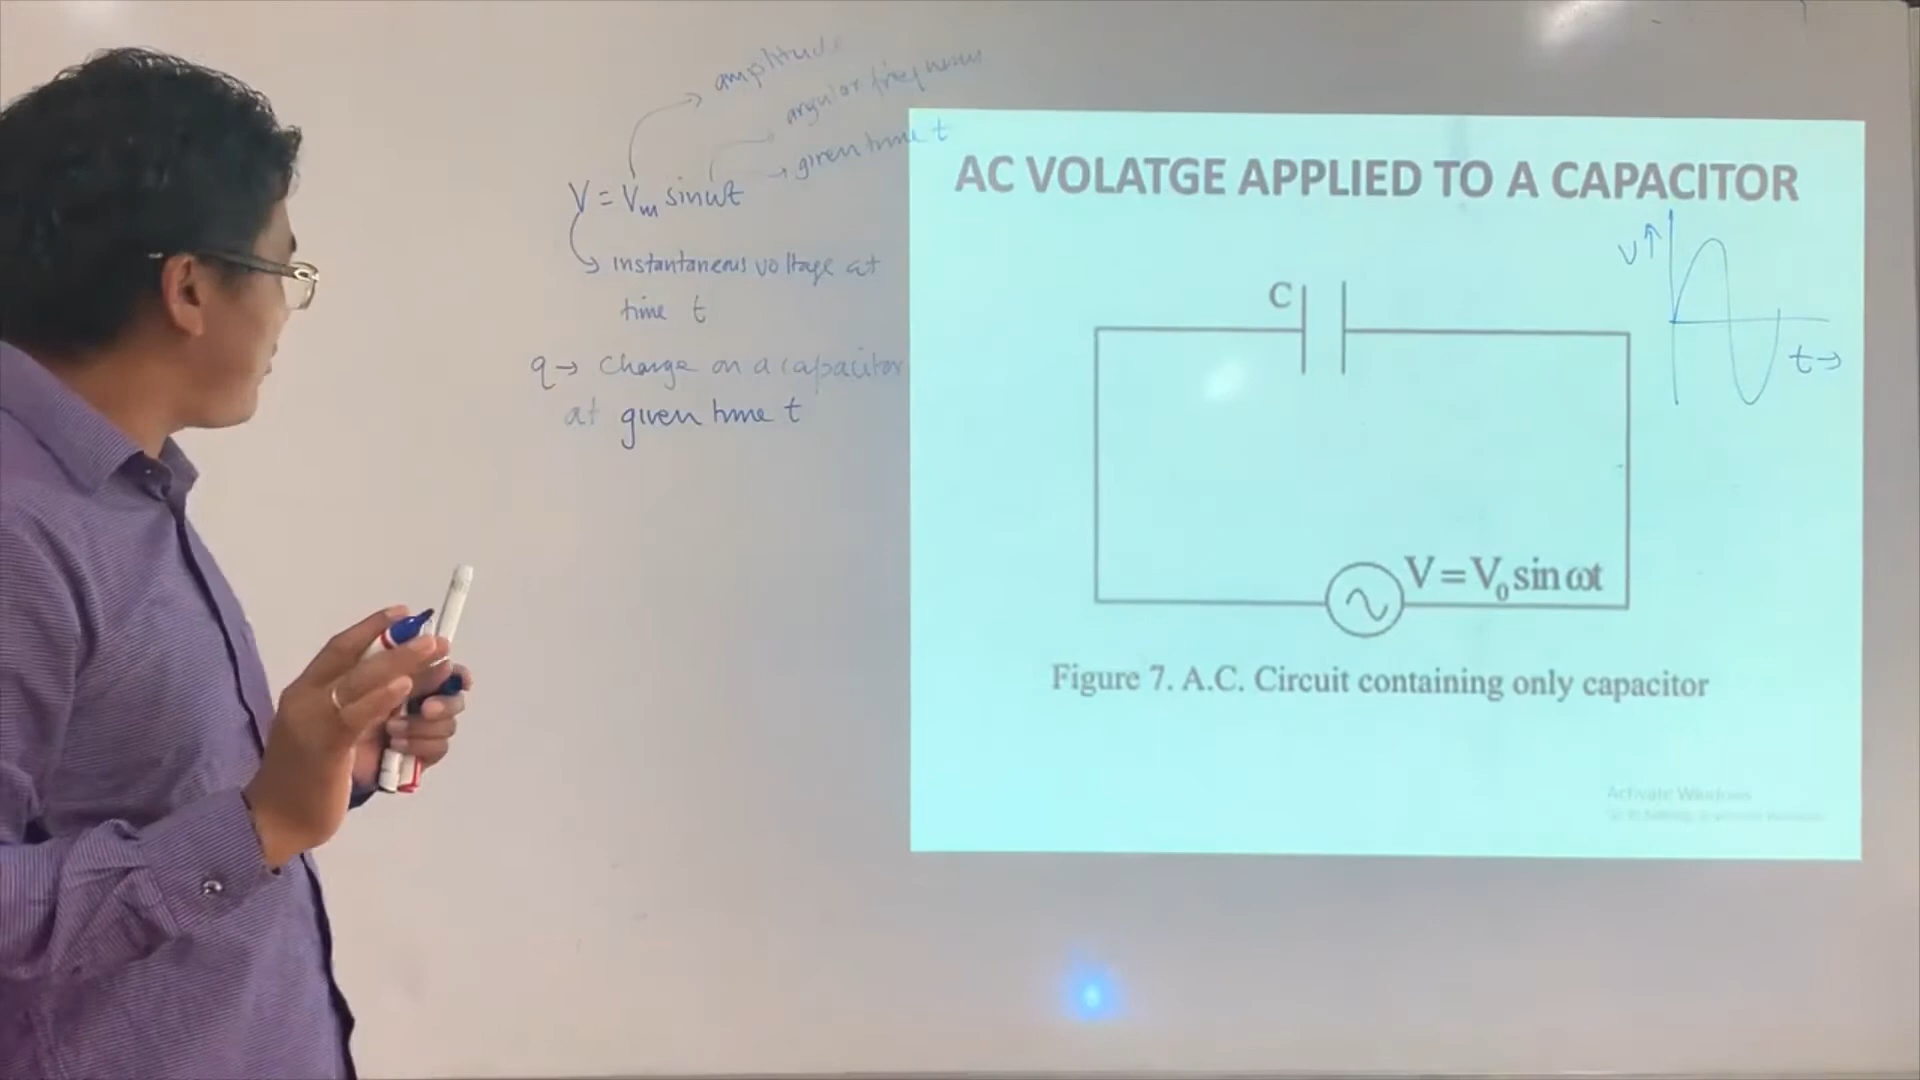 → amplitude
angular frequency
→ given time t
V = Vm sinωt
↳ instantaneous voltage at
time t
q → charge on a capacitor
at given time t
AC VOLATGE APPLIED TO A CAPACITOR
V↑
t→
C
V=V₀ sin ωt
Figure 7. A.C. Circuit containing only capacitor
Activate Windows